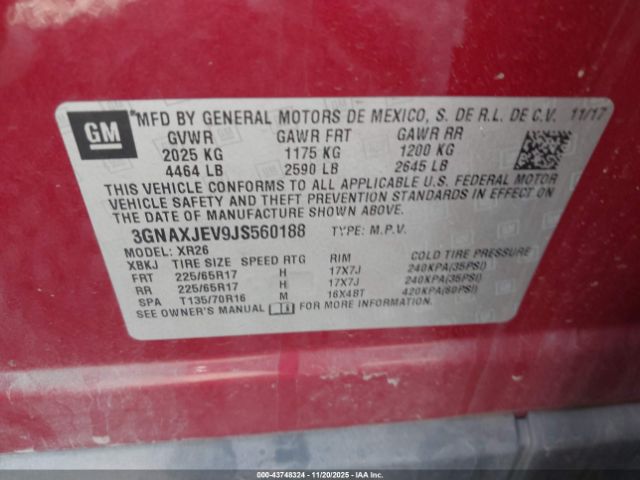 GM
*MFD BY GENERAL MOTORS DE MEXICO, S. DE R.L. DE C.V. 11/17
GVWR GAWR FRT GAWR RR
2025 KG 1175 KG 1200 KG
4464 LB 2590 LB 2645 LB
THIS VEHICLE CONFORMS TO ALL APPLICABLE U.S. FEDERAL MOTOR
VEHICLE SAFETY AND THEFT PREVENTION STANDARDS IN EFFECT ON
THE DATE OF MANUFACTURE SHOWN ABOVE.
3GNAXJEV9JS560188 TYPE: M.P.V.
MODEL: XR26
XBKJ TIRE SIZE SPEED RTG RIM COLD TIRE PRESSURE
FRT 225/65R17 H 17X7J 240KPA(35PSI)
RR 225/65R17 H 17X7J 240KPA(35PSI)
SPA T135/70R16 M 16X4BT 420KPA(60PSI)
SEE OWNER'S MANUAL FOR MORE INFORMATION.
000-43748324 - 11/20/2025 - IAAI.COM